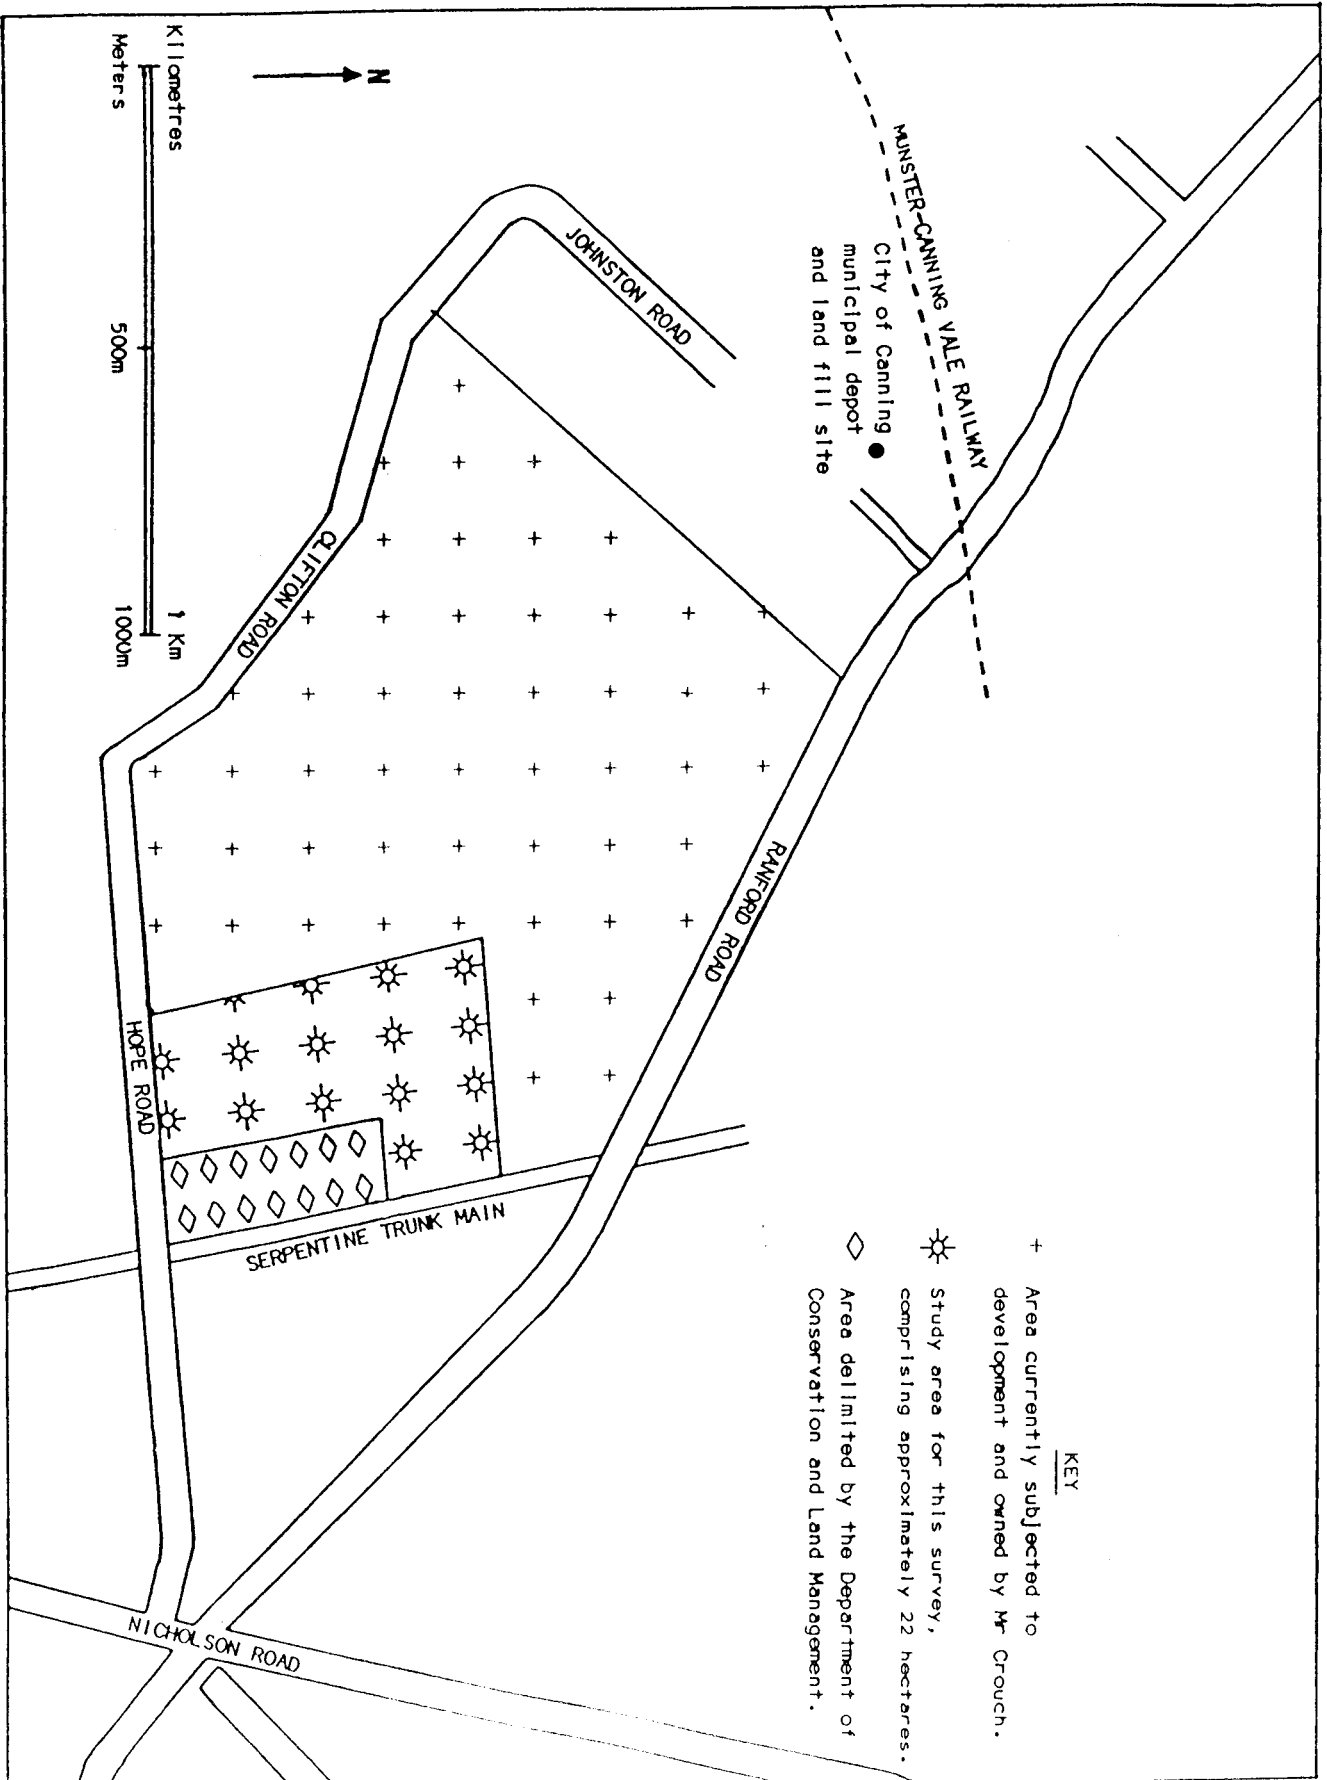 MUNSTER-CANNING VALE RAILWAY
City of Canning
municipal depot
and land fill site
JOHNSTON ROAD
RANFORD ROAD
CLIFTON ROAD
HOPE ROAD
SERPENTINE TRUNK MAIN
NICHOLSON ROAD
N
Kilometres 1 Km
Meters 500m 1000m
KEY
+ Area currently subjected to
development and owned by Mr Crouch.
Study area for this survey,
comprising approximately 22 hectares.
Area delimited by the Department of
Conservation and Land Management.